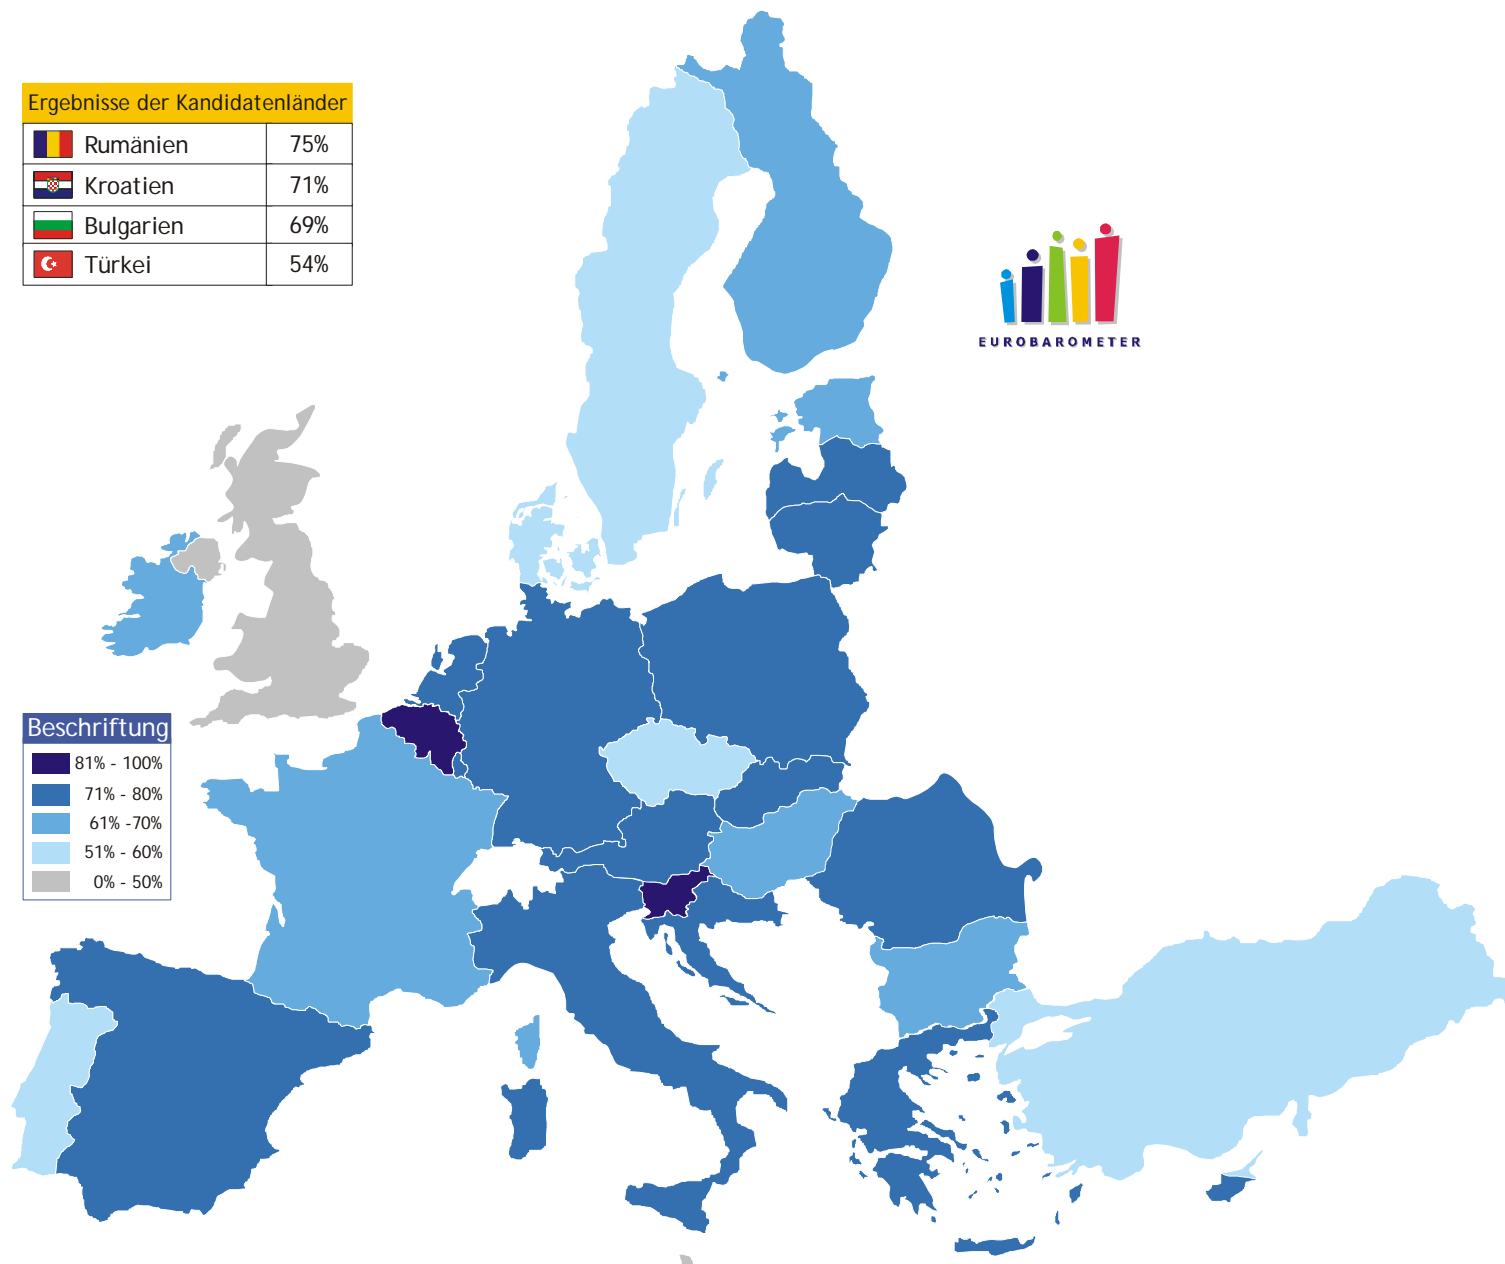 Ergebnisse der Kandidatenländer
Rumänien 75%
Kroatien 71%
Bulgarien 69%
Türkei 54%
EUROBAROMETER
Beschriftung
81% - 100%
71% - 80%
61% -70%
51% - 60%
0% - 50%